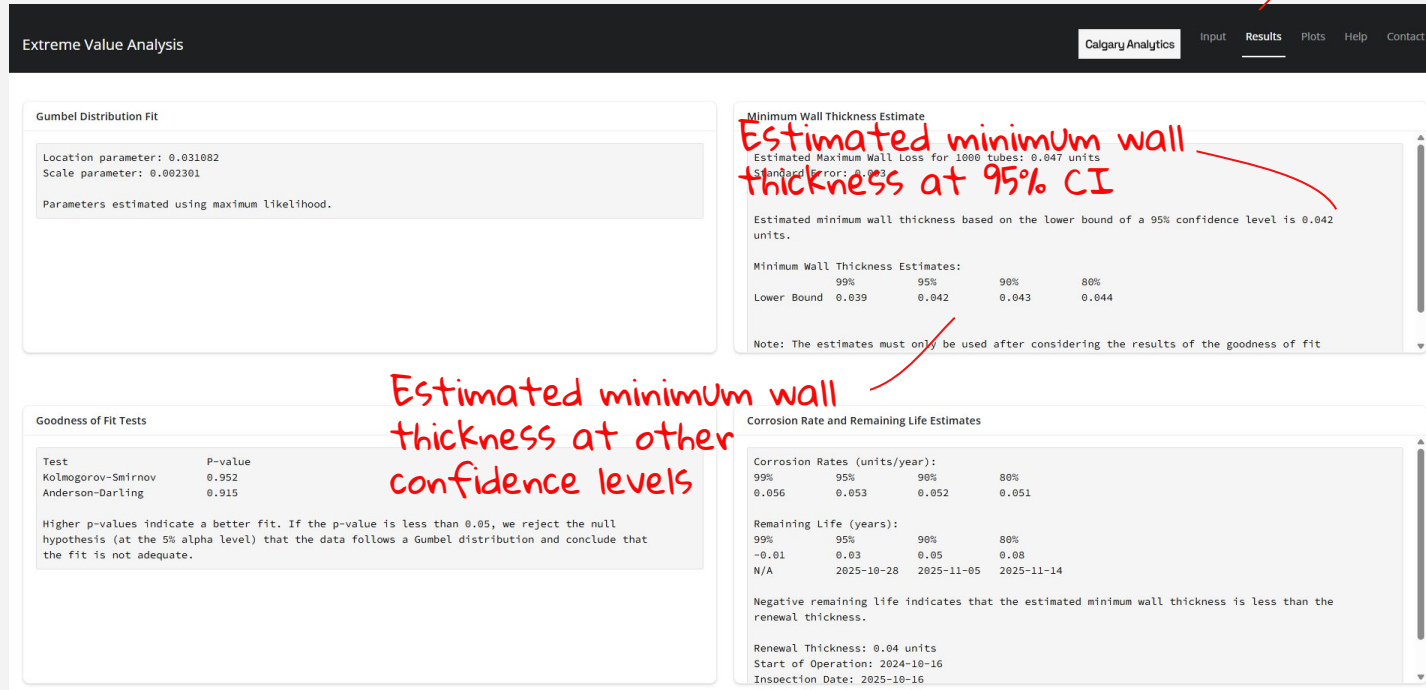 Extreme Value Analysis
Calgary Analytics
Input Results Plots Help Contact
Gumbel Distribution Fit
Location parameter: 0.031082
Scale parameter: 0.002301
Parameters estimated using maximum likelihood.
Minimum Wall Thickness Estimate
Estimated minimum wall
thickness at 95% CI
Estimated Maximum Wall Loss for 1000 tubes: 0.047 units
Standard Error: 0.003
Estimated minimum wall thickness based on the lower bound of a 95% confidence level is 0.042
units.
Minimum Wall Thickness Estimates:
99% 95% 90% 80%
Lower Bound 0.039 0.042 0.043 0.044
Note: The estimates must only be used after considering the results of the goodness of fit
Estimated minimum wall
thickness at other
confidence levels
Goodness of Fit Tests
Test P-value
Kolmogorov-Smirnov 0.952
Anderson-Darling 0.915
Higher p-values indicate a better fit. If the p-value is less than 0.05, we reject the null
hypothesis (at the 5% alpha level) that the data follows a Gumbel distribution and conclude that
the fit is not adequate.
Corrosion Rate and Remaining Life Estimates
Corrosion Rates (units/year):
99% 95% 90% 80%
0.056 0.053 0.052 0.051
Remaining Life (years):
99% 95% 90% 80%
-0.01 0.03 0.05 0.08
N/A 2025-10-28 2025-11-05 2025-11-14
Negative remaining life indicates that the estimated minimum wall thickness is less than the
renewal thickness.
Renewal Thickness: 0.04 units
Start of Operation: 2024-10-16
Inspection Date: 2025-10-16